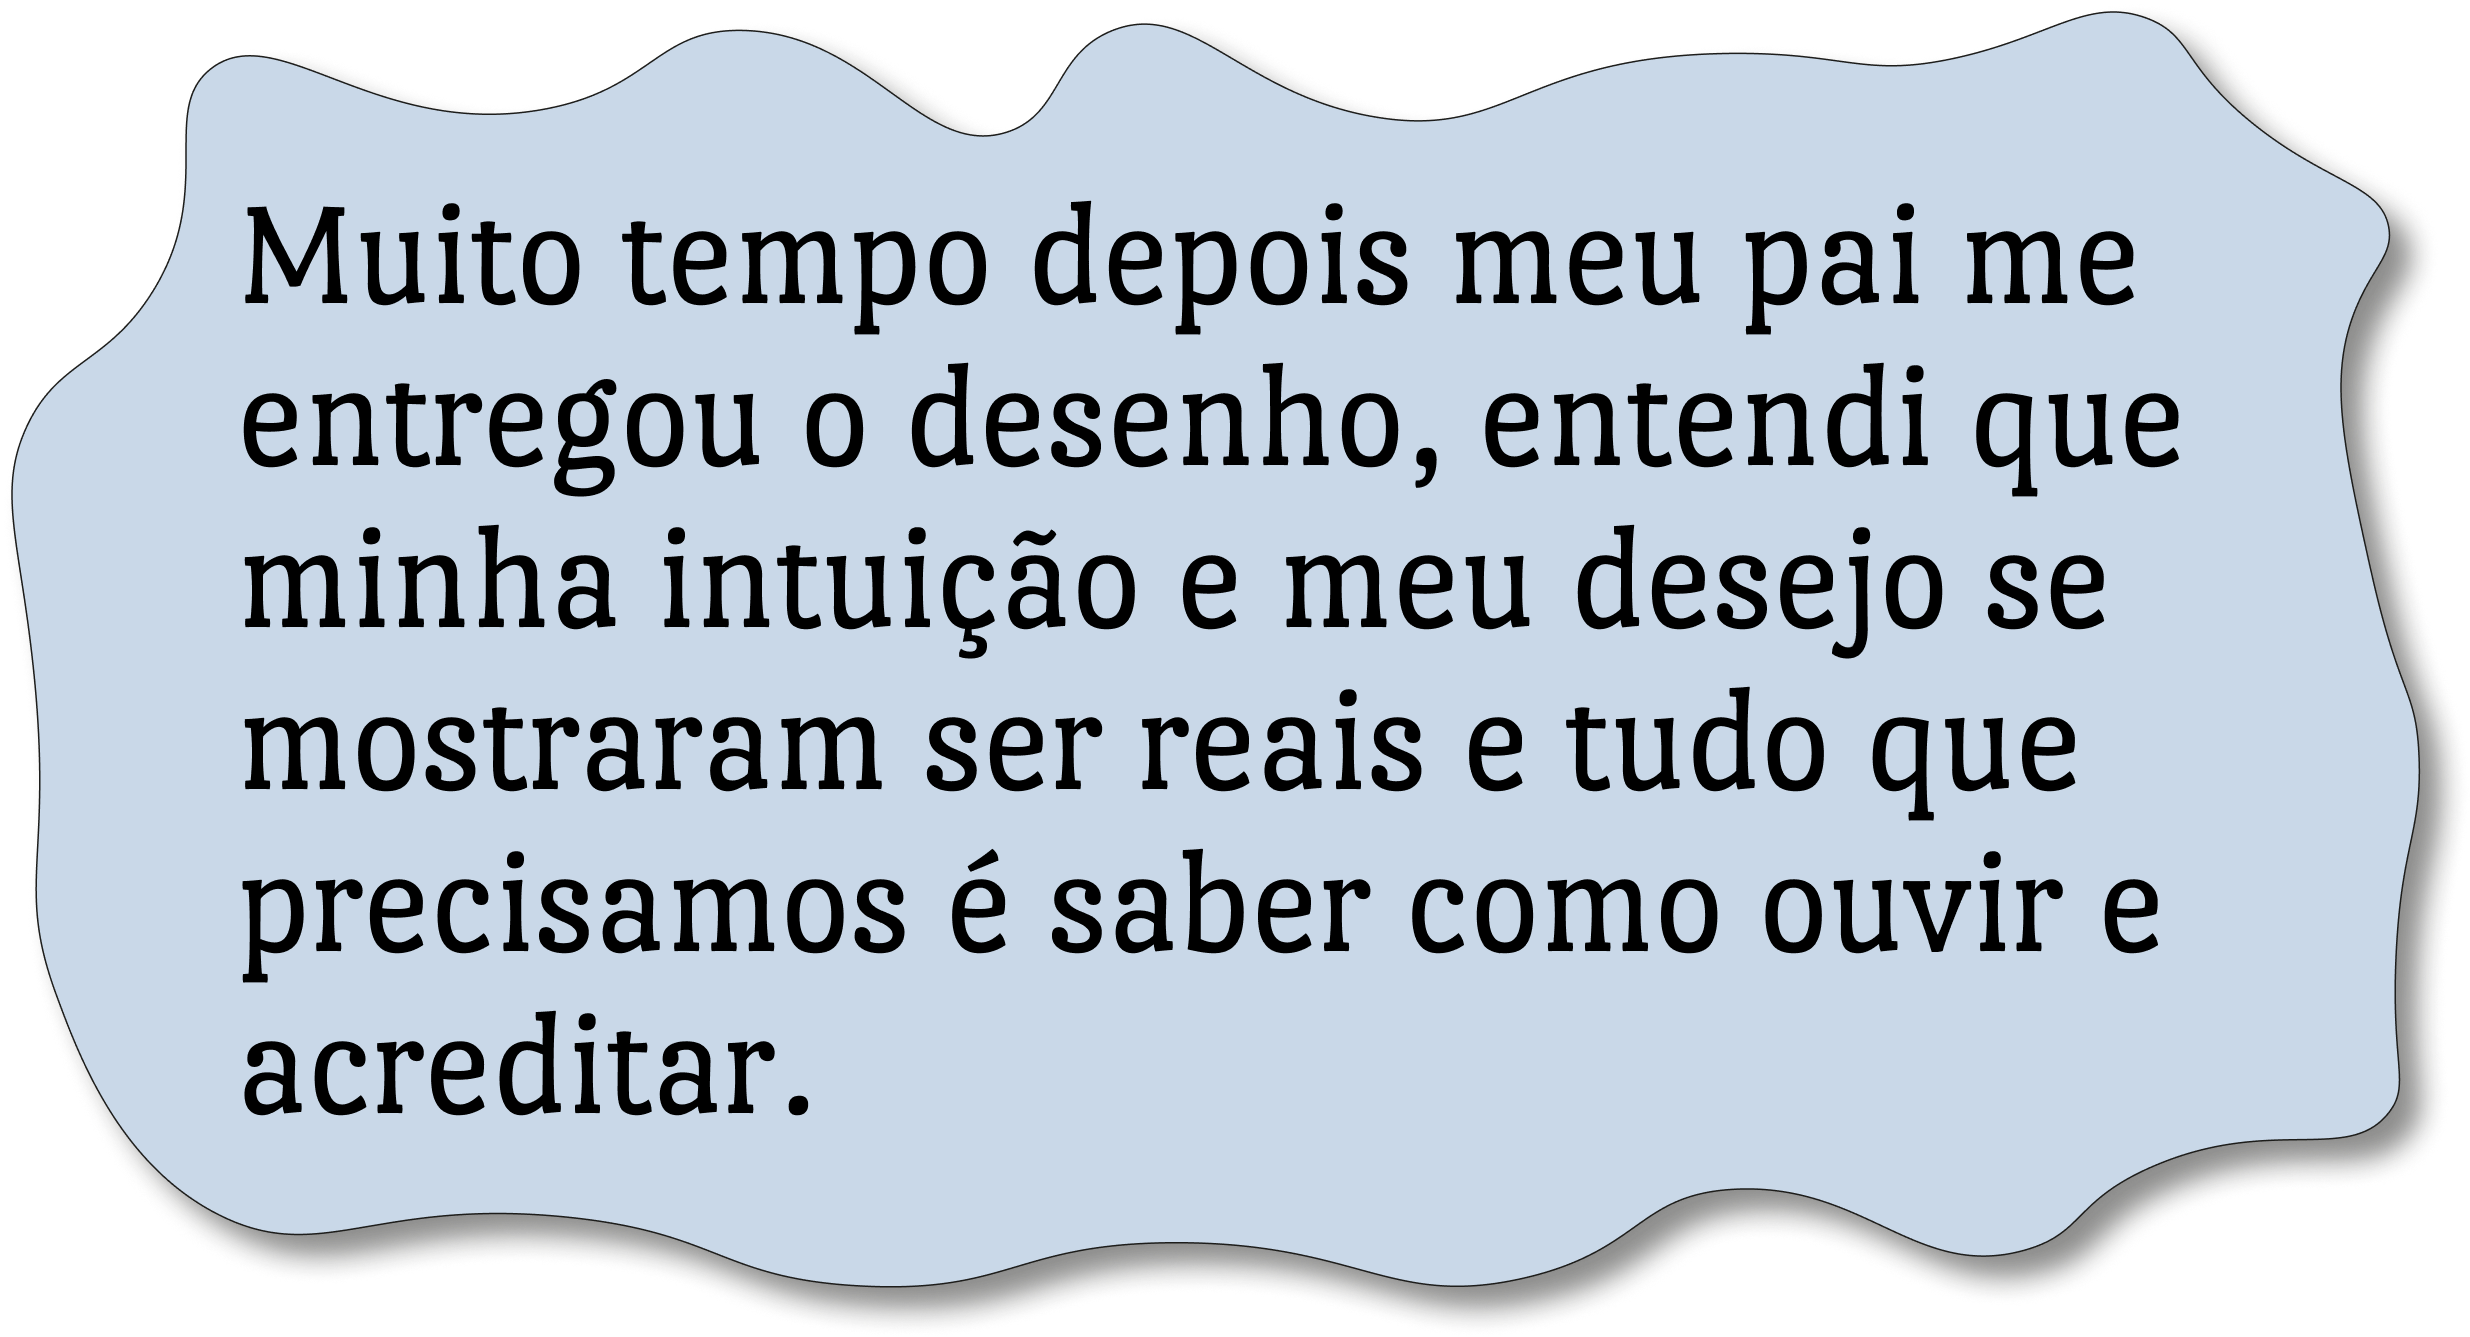 Muito tempo depois meu pai me
entregou o desenho, entendi que
minha intuição e meu desejo se
mostraram ser reais e tudo que
precisamos é saber como ouvir e
acreditar.